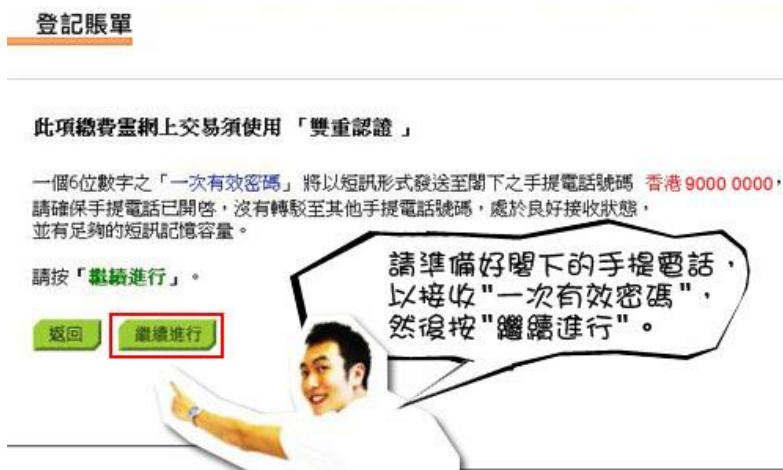 登記賬單
此項繳費靈網上交易須使用 「雙重認證 」
一個6位數字之「一次有效密碼」 將以短訊形式發送至閣下之手提電話號碼 香港 9000 0000，
請確保手提電話已開啓，沒有轉駁至其他手提電話號碼，處於良好接收狀態，
並有足夠的短訊記憶容量。
請按「繼續進行」。
返回
繼續進行
請準備好閣下的手提電話，
以接收"一次有效密碼"，
然後按"繼續進行"。